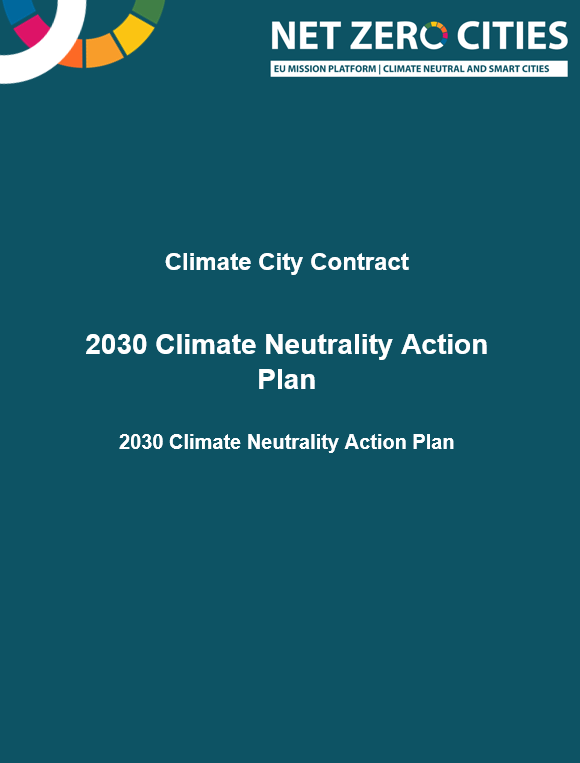 NET ZERO CITIES
EU MISSION PLATFORM | CLIMATE NEUTRAL AND SMART CITIES
Climate City Contract
2030 Climate Neutrality Action
Plan
2030 Climate Neutrality Action Plan